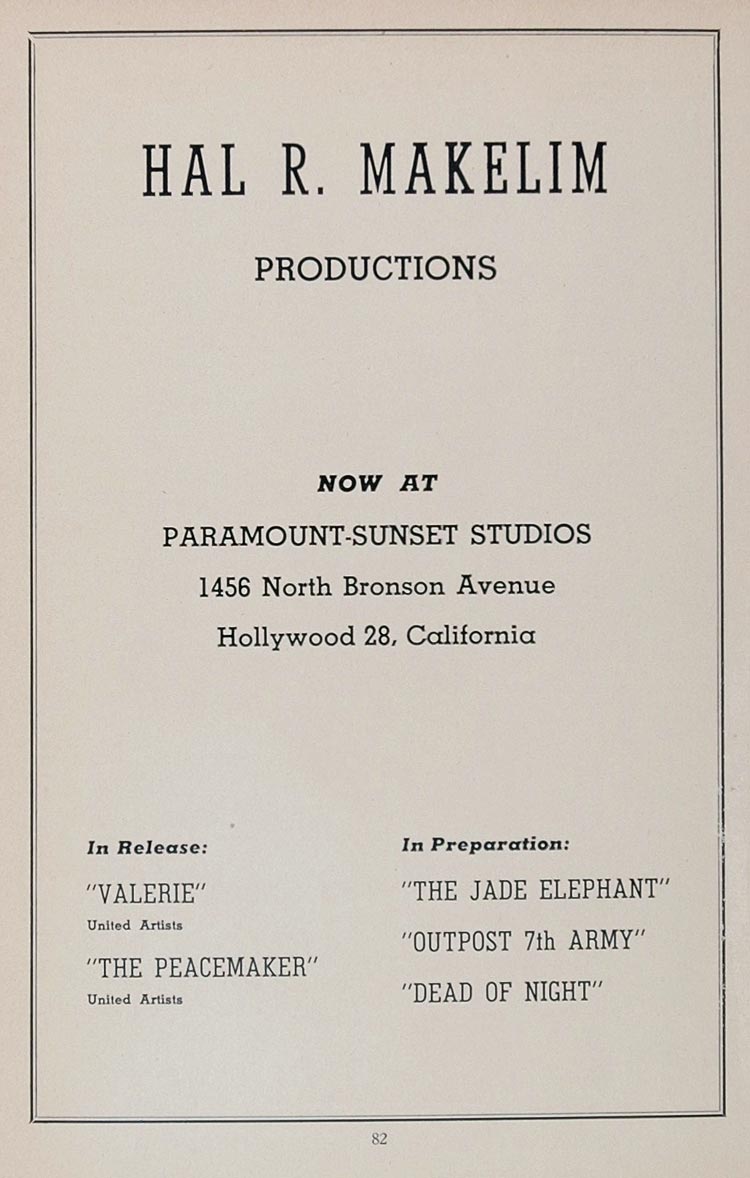 HAL R. MAKELIM
PRODUCTIONS
NOW AT
PARAMOUNT-SUNSET STUDIOS
1456 North Bronson Avenue
Hollywood 28, California
In Release:
"VALERIE"
United Artists
"THE PEACEMAKER"
United Artists
In Preparation:
"THE JADE ELEPHANT"
"OUTPOST 7th ARMY"
"DEAD OF NIGHT"
82